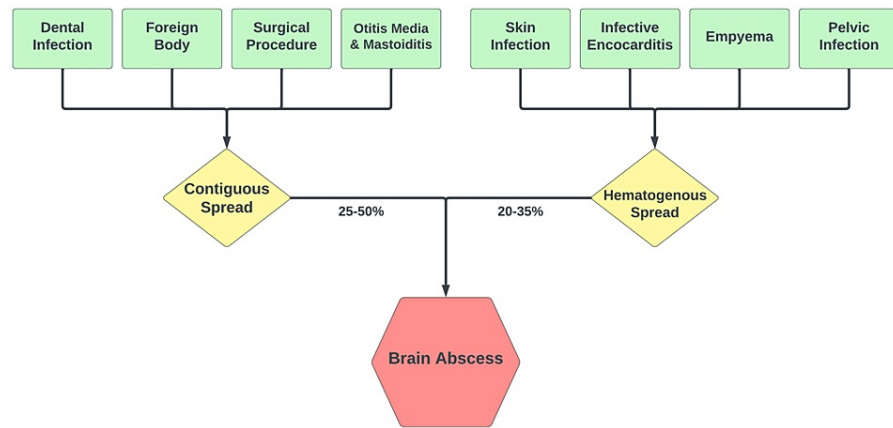 Dental
Infection
Foreign
Body
Surgical
Procedure
Otitis Media
& Mastoiditis
Skin
Infection
Infective
Encocarditis
Empyema
Pelvic
Infection
Contiguous
Spread
Hematogenous
Spread
25-50%
20-35%
Brain Abscess